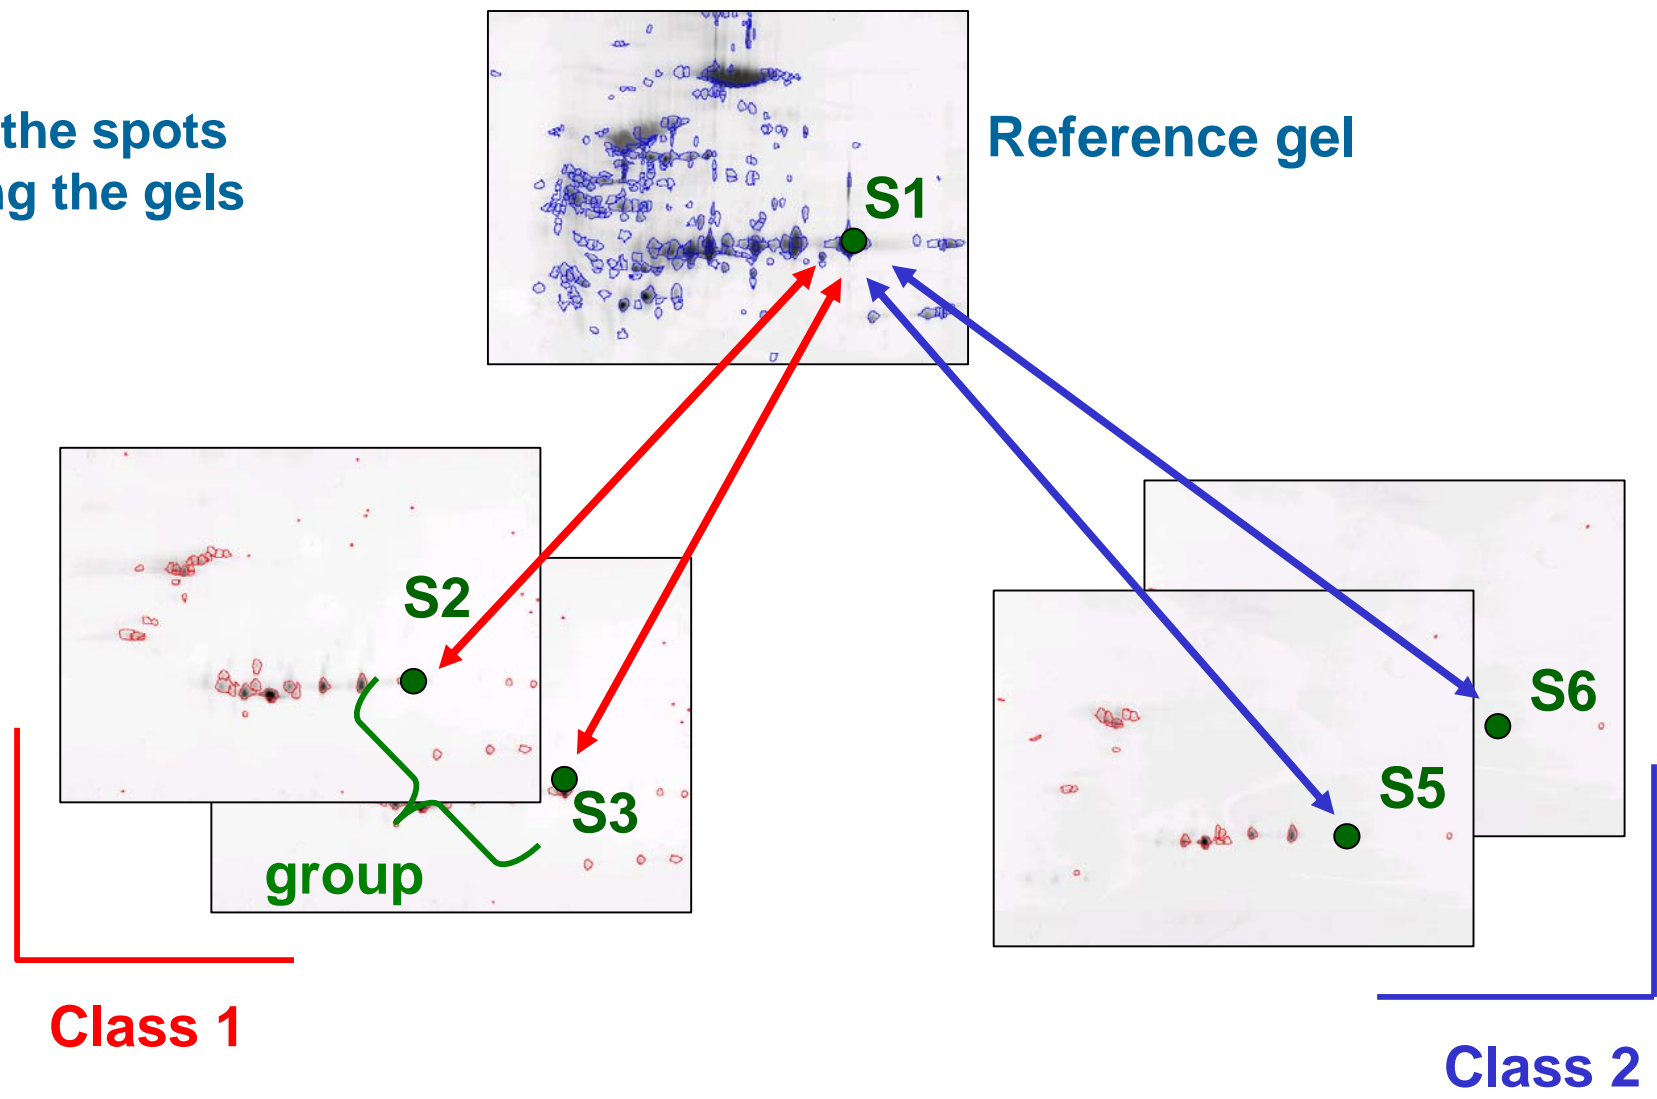 the spots
the gels
Reference gel
S1
S2
S3
group
S6
S5
Class 1
Class 2